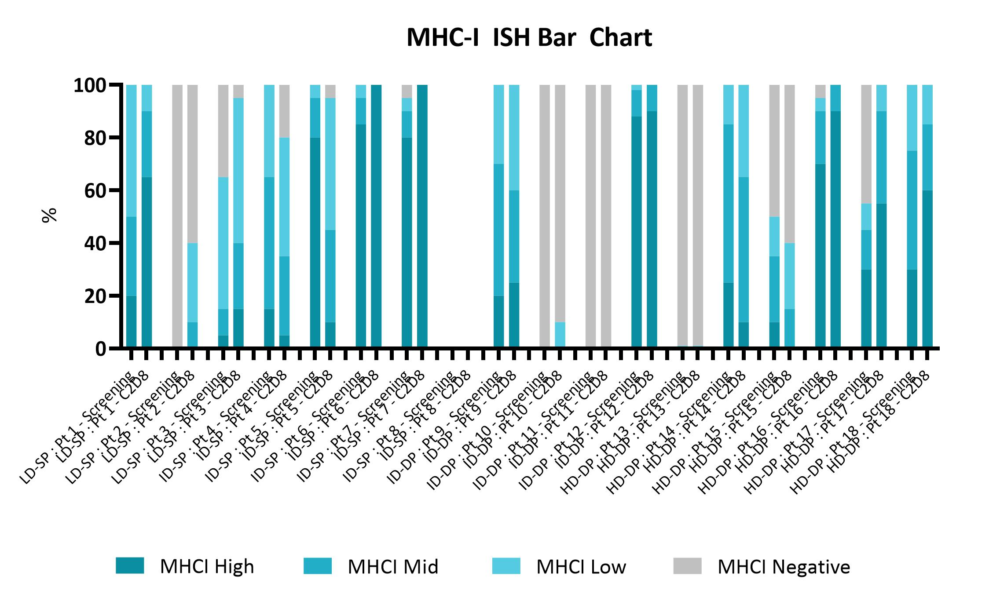 MHC-I ISH Bar Chart
100
80
60
40
20
0
%
LD-SP : Pt 1 - Screening
LD-SP : Pt 1 - C2D8
LD-SP : Pt 2 - Screening
LD-SP : Pt 2 - C2D8
LD-SP : Pt 3 - Screening
LD-SP : Pt 3 - C2D8
ID-SP : Pt 4 - Screening
ID-SP : Pt 4 - C2D8
ID-SP : Pt 5 - Screening
ID-SP : Pt 5 - C2D8
ID-SP : Pt 6 - Screening
ID-SP : Pt 6 - C2D8
ID-SP : Pt 7 - Screening
ID-SP : Pt 7 - C2D8
ID-SP : Pt 8 - Screening
ID-SP : Pt 8 - C2D8
ID-DP : Pt 9 - Screening
ID-DP : Pt 9 - C2D8
ID-DP : Pt 10 - Screening
ID-DP : Pt 10 - C2D8
ID-DP : Pt 11 - Screening
ID-DP : Pt 11 - C2D8
ID-DP : Pt 12 - Screening
ID-DP : Pt 12 - C2D8
HD-DP : Pt 13 - Screening
HD-DP : Pt 13 - C2D8
HD-DP : Pt 14 - Screening
HD-DP : Pt 14 - C2D8
HD-DP : Pt 15 - Screening
HD-DP : Pt 15 - C2D8
HD-DP : Pt 16 - Screening
HD-DP : Pt 16 - C2D8
HD-DP : Pt 17 - Screening
HD-DP : Pt 17 - C2D8
HD-DP : Pt 18 - Screening
HD-DP : Pt 18 - C2D8
MHCI High
MHCI Mid
MHCI Low
MHCI Negative